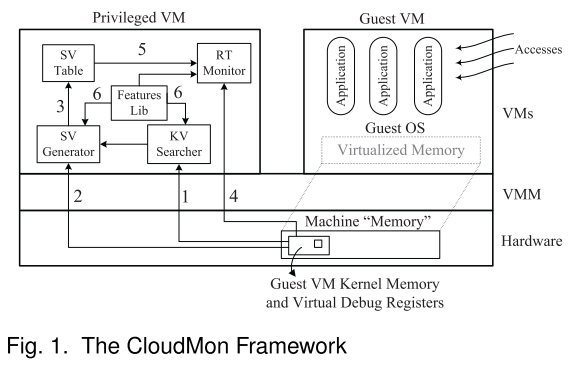 Privileged VM
Guest VM
SV
Table
5
RT
Monitor
Application
Application
Application
Accesses
6
Features
Lib
6
3
VMs
SV
Generator
KV
Searcher
Guest OS
Virtualized Memory
2
1
4
VMM
Machine “Memory”
Hardware
Guest VM Kernel Memory
and Virtual Debug Registers
Fig. 1. The CloudMon Framework